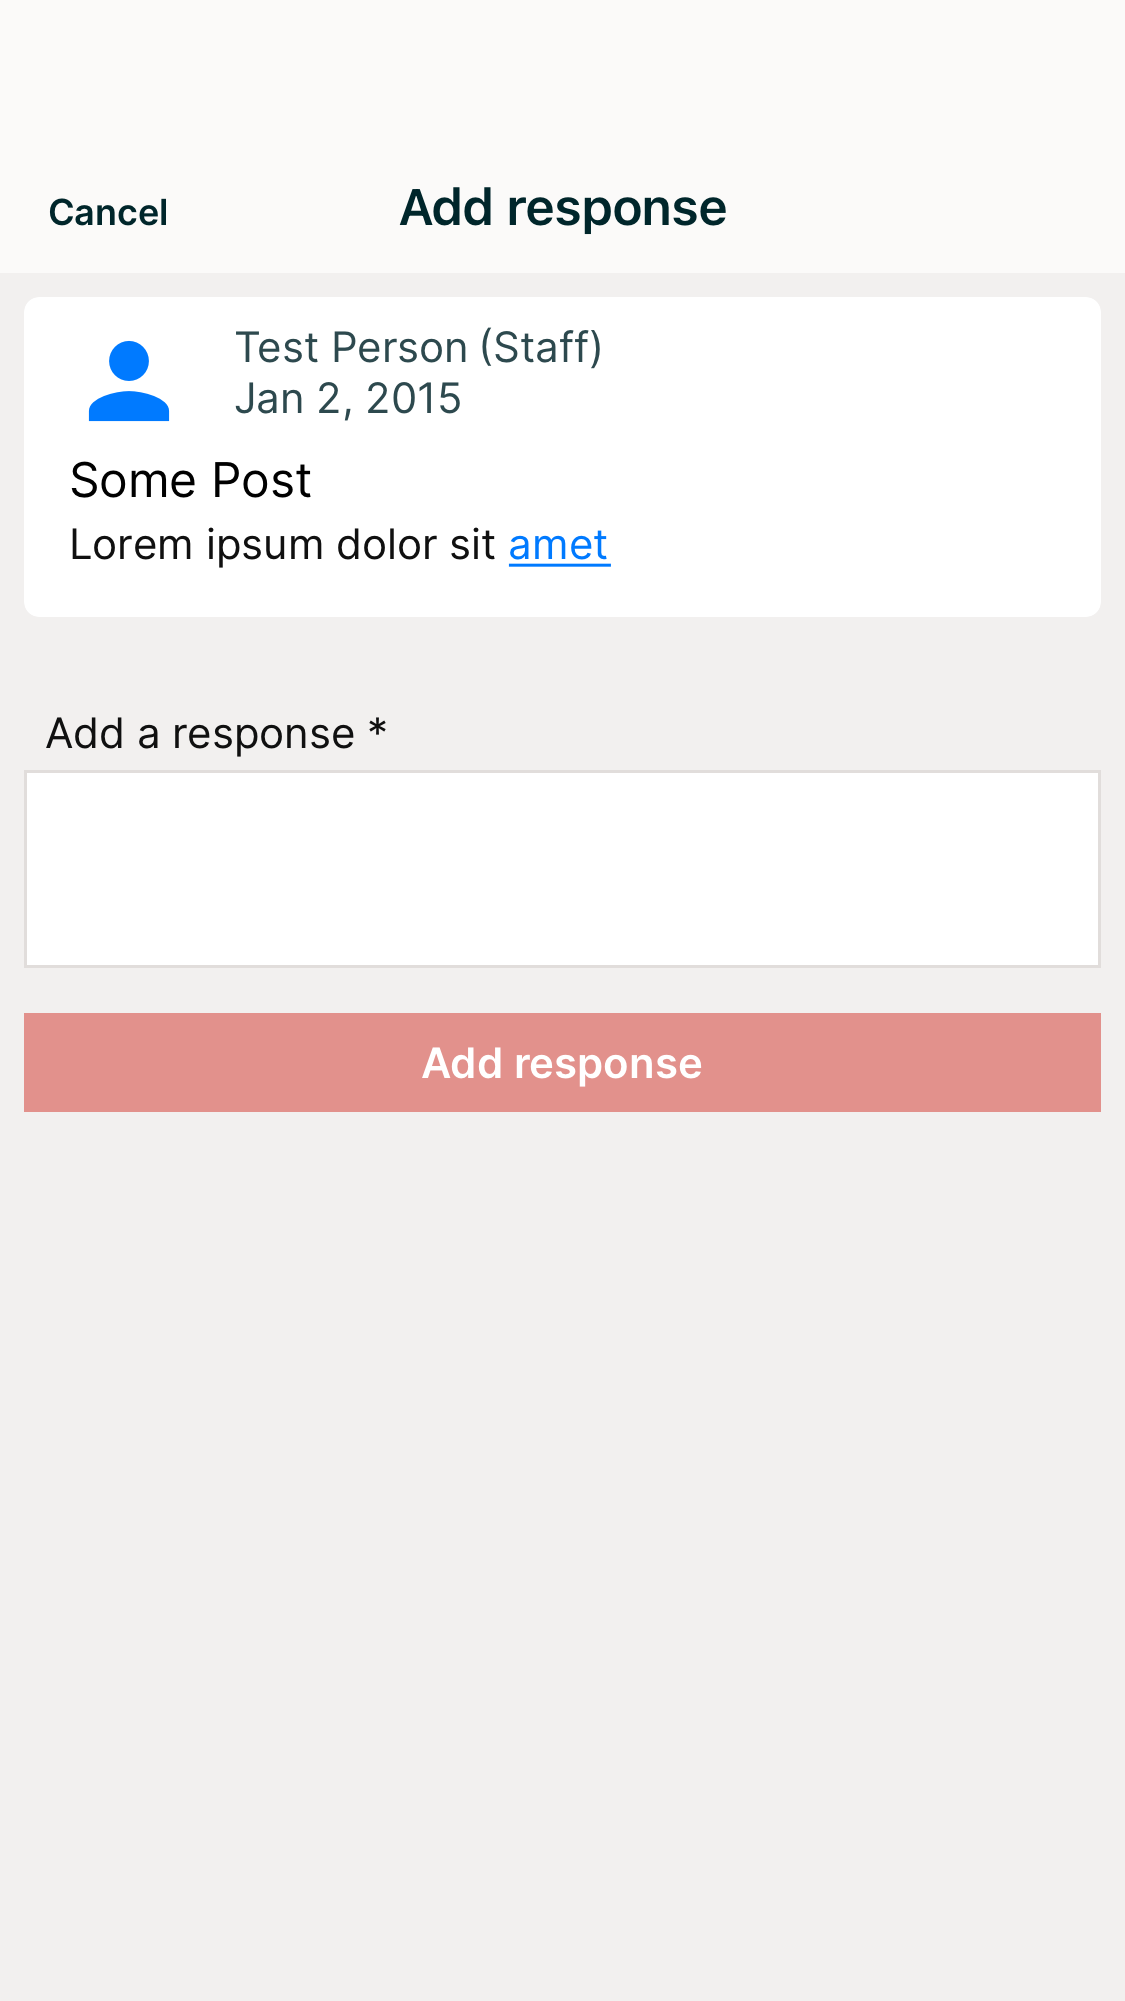 Cancel
Add response
Test Person (Staff)
Jan 2, 2015
Some Post
Lorem ipsum dolor sit amet
Add a response *
Add response